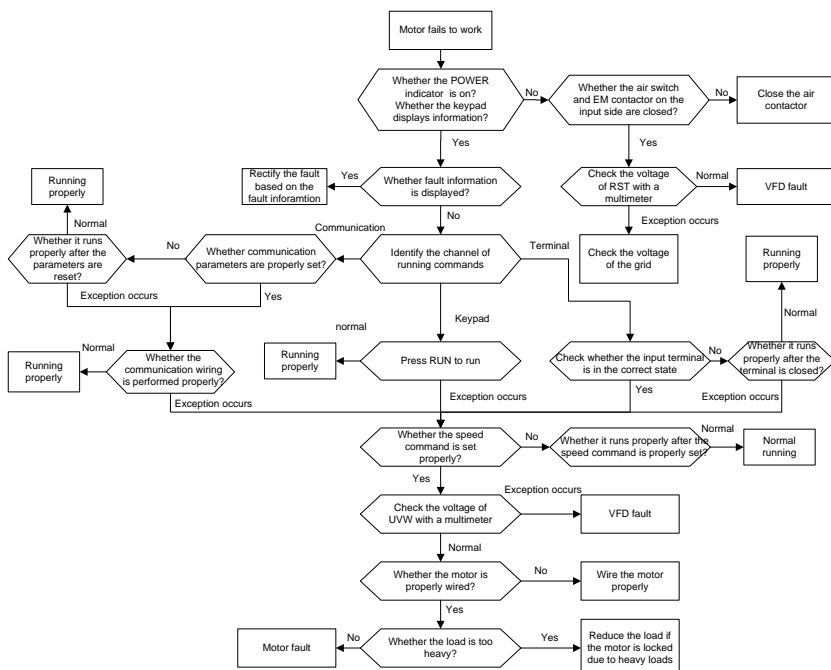 Motor fails to work
Whether the POWER
indicator is on?
Whether the keypad
displays information?
No
Whether the air switch
and EM contactor on the
input side are closed?
No
Close the air
contactor
Yes
Yes
Rectify the fault
based on the
fault inforamtion
Yes
Whether fault information
is displayed?
Check the voltage
of RST with a
multimeter
Normal
VFD fault
Running
properly
Normal
No
Exception occurs
Check the voltage
of the grid
Whether it runs
properly after the
parameters are
reset?
No
Whether communication
parameters are properly set?
Communication
Identify the channel of
running commands
Terminal
Running
properly
Exception occurs
Yes
Keypad
Normal
Running
properly
Normal
Whether the
communication wiring
is performed properly?
normal
Running
properly
Press RUN to run
Check whether the input terminal
is in the correct state
No
Whether it runs
properly after the
terminal is closed?
Exception occurs
Exception occurs
Yes
Exception occurs
Whether the speed
command is set
properly?
No
Whether it runs properly after the
speed command is properly set?
Normal
Normal
running
Yes
Check the voltage of
UVW with a multimeter
Exception occurs
VFD fault
Normal
Whether the motor is
properly wired?
No
Wire the motor
properly
Yes
Motor fault
No
Whether the load is too
heavy?
Yes
Reduce the load if
the motor is locked
due to heavy loads